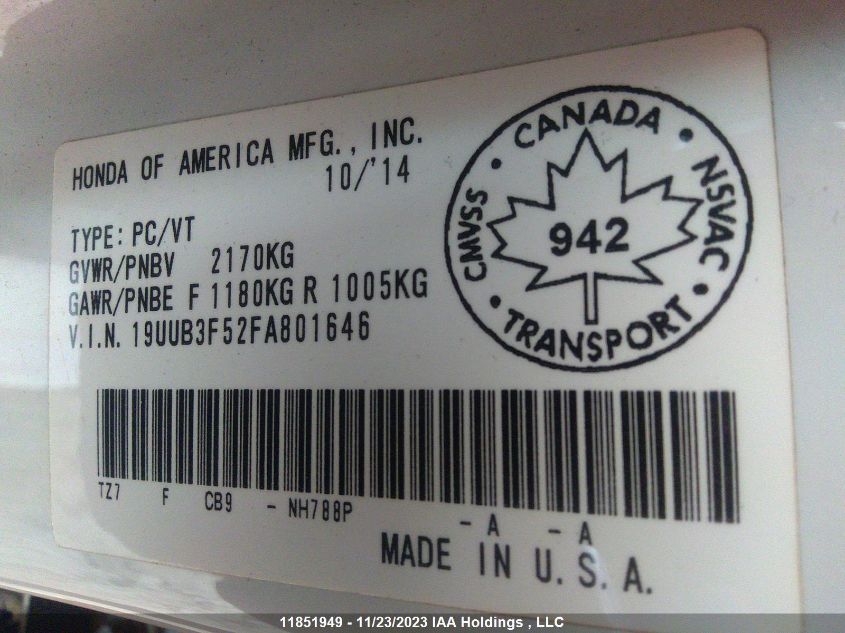 HONDA OF AMERICA MFG., INC.
10/'14
TYPE: PC/VT
GVWR/PNBV 2170KG
GAWR/PNBE F 1180KG R 1005KG
V.I.N. 19UUB3F52FA801646
CANADA
CMVSS • NSVAC
942
TRANSPORT
TZ7 F CB9 - NH788P - A - A
MADE IN U.S.A.
11851949 - 11/23/2023 IAA Holdings , LLC